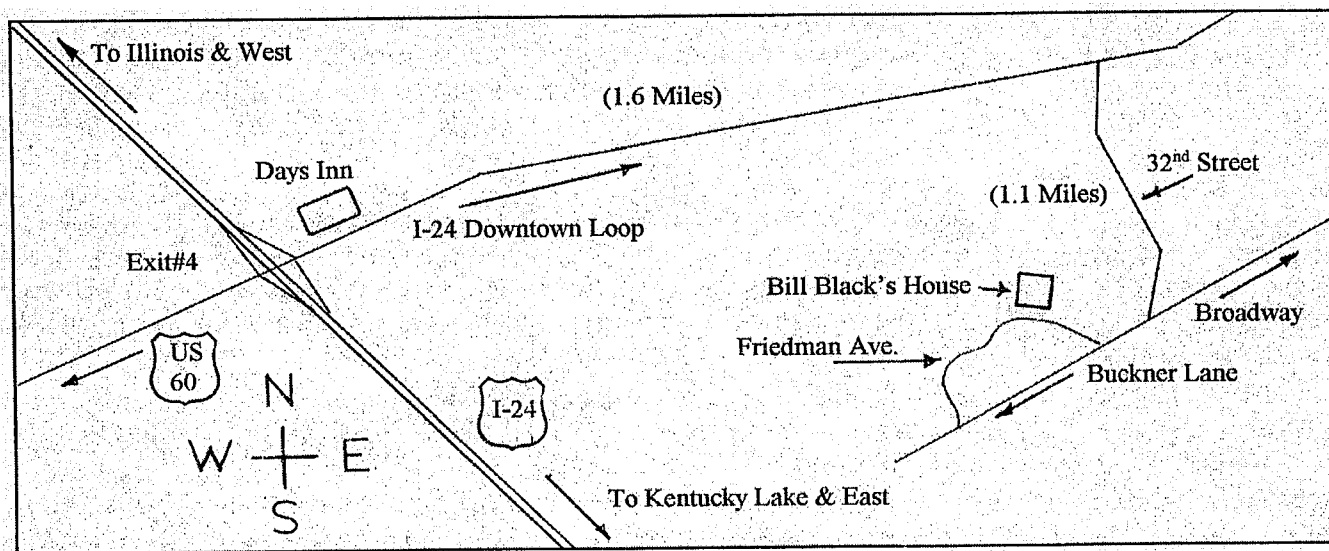 To Illinois & West
(1.6 Miles)
Days Inn
32nd Street
(1.1 Miles)
I-24 Downtown Loop
Exit#4
Bill Black's House
Broadway
Friedman Ave.
US
60
Buckner Lane
N
I-24
W E
S
To Kentucky Lake & East